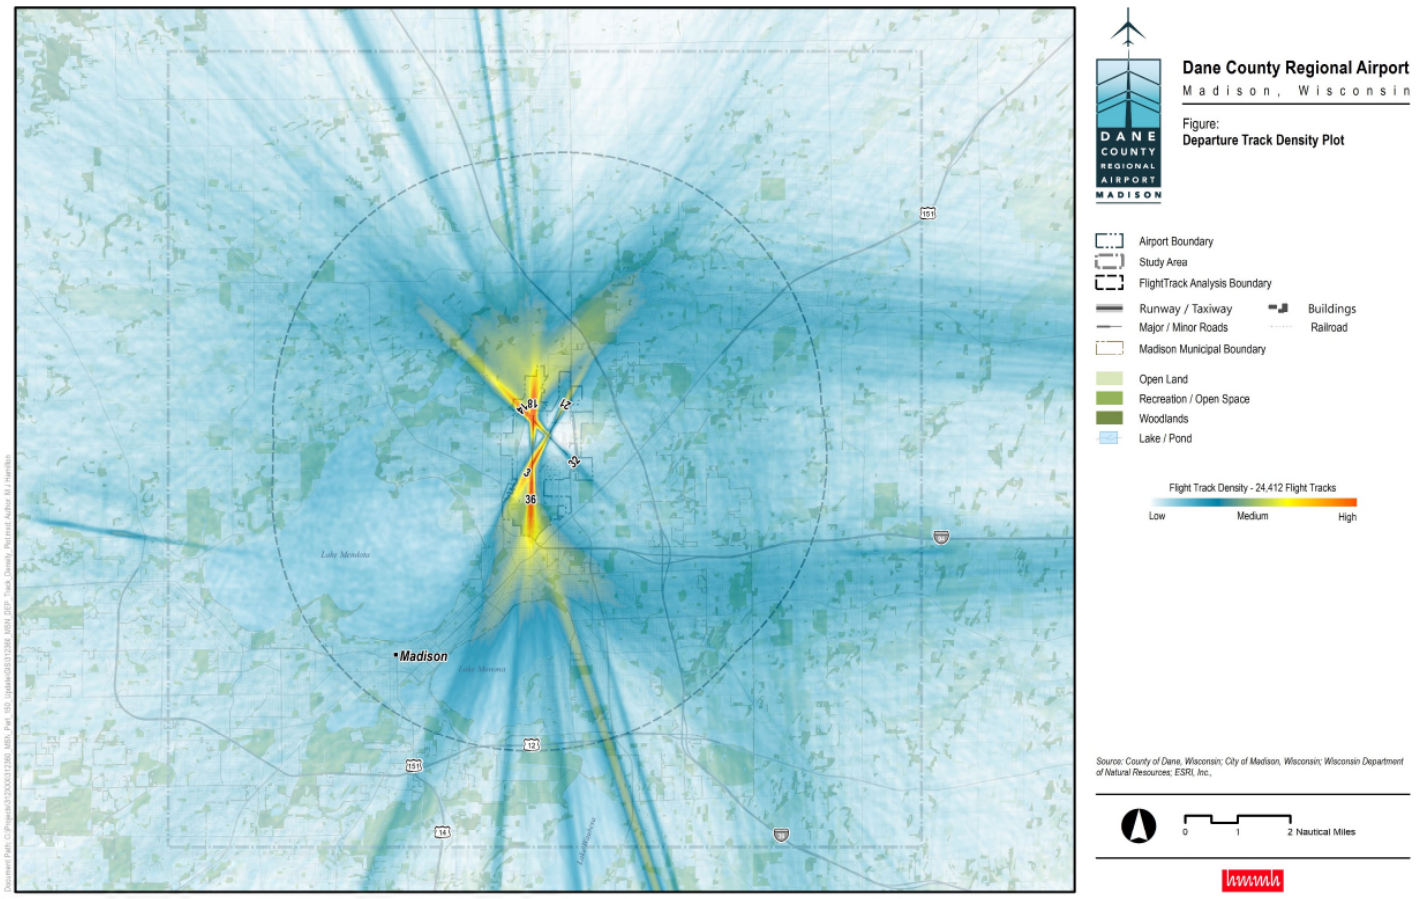 Dane County Regional Airport
Madison, Wisconsin
Figure:
Departure Track Density Plot
DANE
COUNTY
REGIONAL
AIRPORT
MADISON
Airport Boundary
Study Area
FlightTrack Analysis Boundary
Runway / Taxiway
Buildings
Major / Minor Roads
Railroad
Madison Municipal Boundary
Open Land
Recreation / Open Space
Woodlands
Lake / Pond
Flight Track Density - 24,412 Flight Tracks
Low Medium High
151
14
18
21
3
32
36
Lake Mendota
Madison
Lake Monona
12
151
14
Source: County of Dane, Wisconsin; City of Madison, Wisconsin; Wisconsin Department
of Natural Resources; ESRI, Inc.,
0 1 2 Nautical Miles
hmmh